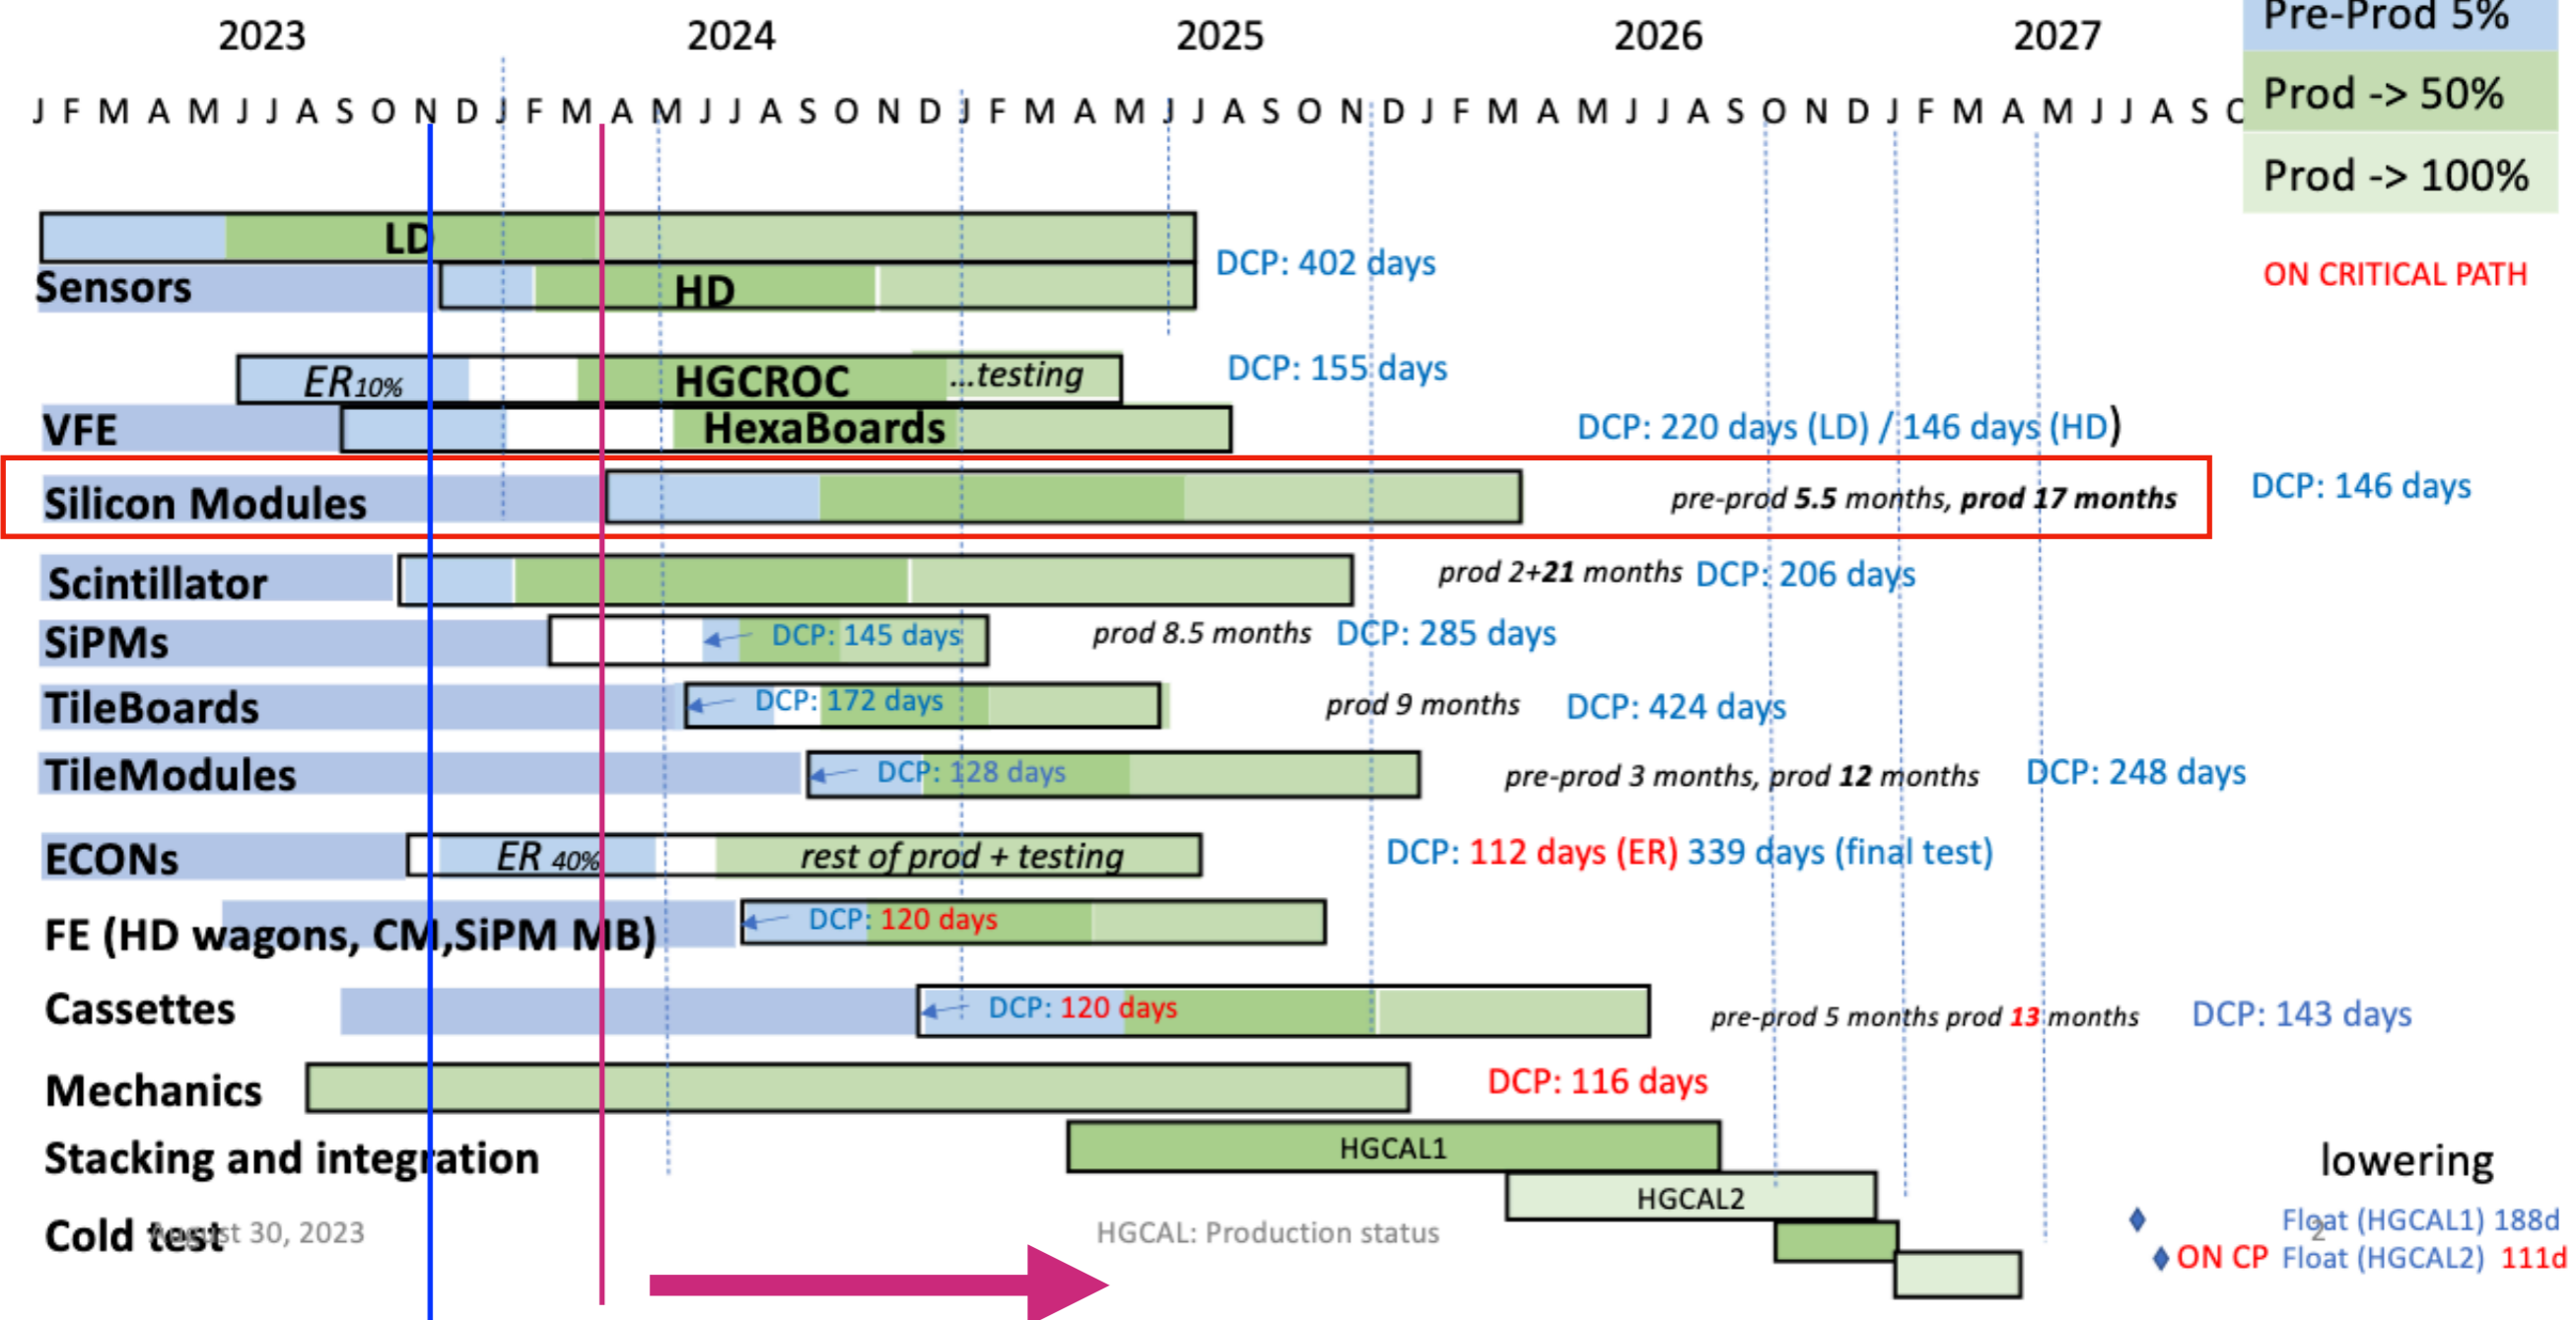 2023 2024 2025 2026 2027
Pre-Prod 5%
J F M A M J J A S O N D J F M A M J J A S O N D J F M A M J J A S O N D J F M A M J J A S O N D J F M A M J J A S O
Prod -> 50%
Prod -> 100%
LD
DCP: 402 days
ON CRITICAL PATH
Sensors
HD
ER 10%
HGCROC
...testing
DCP: 155 days
VFE
HexaBoards
DCP: 220 days (LD) / 146 days (HD)
Silicon Modules
pre-prod 5.5 months, prod 17 months
DCP: 146 days
Scintillator
prod 2+21 months
DCP: 206 days
SiPMs
DCP: 145 days
prod 8.5 months
DCP: 285 days
TileBoards
DCP: 172 days
prod 9 months
DCP: 424 days
TileModules
DCP: 128 days
pre-prod 3 months, prod 12 months
DCP: 248 days
ECONs
ER 40%
rest of prod + testing
DCP: 112 days (ER) 339 days (final test)
FE (HD wagons, CM,SiPM MB)
DCP: 120 days
Cassettes
DCP: 120 days
pre-prod 5 months prod 13 months
DCP: 143 days
Mechanics
DCP: 116 days
Stacking and integration
HGCAL1
lowering
HGCAL2
Cold test
August 30, 2023
HGCAL: Production status
2
Float (HGCAL1) 188d
ON CP Float (HGCAL2) 111d